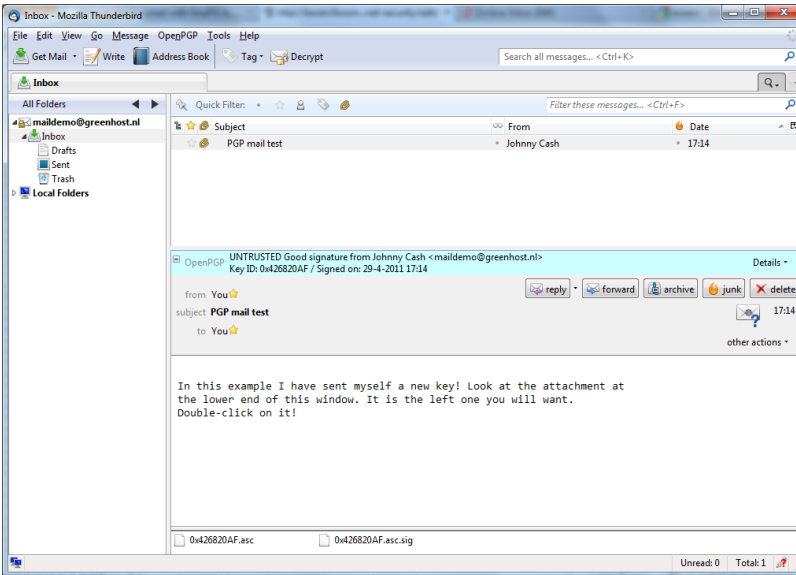 Inbox - Mozilla Thunderbird
File Edit View Go Message OpenPGP Tools Help
Get Mail Write Address Book Tag Decrypt Search all messages... <Ctrl+K>
Inbox
All Folders Quick Filter: Filter these messages... <Ctrl+F>
maildemo@greenhost.nl Subject From Date
Inbox PGP mail test Johnny Cash 17:14
Drafts
Sent
Trash
Local Folders
OpenPGP UNTRUSTED Good signature from Johnny Cash <maildemo@greenhost.nl> Details
Key ID: 0x426820AF / Signed on: 29-4-2011 17:14
from You reply forward archive junk delete
subject PGP mail test 17:14
to You
other actions
In this example I have sent myself a new key! Look at the attachment at
the lower end of this window. It is the left one you will want.
Double-click on it!
0x426820AF.asc 0x426820AF.asc.sig
Unread: 0 Total: 1